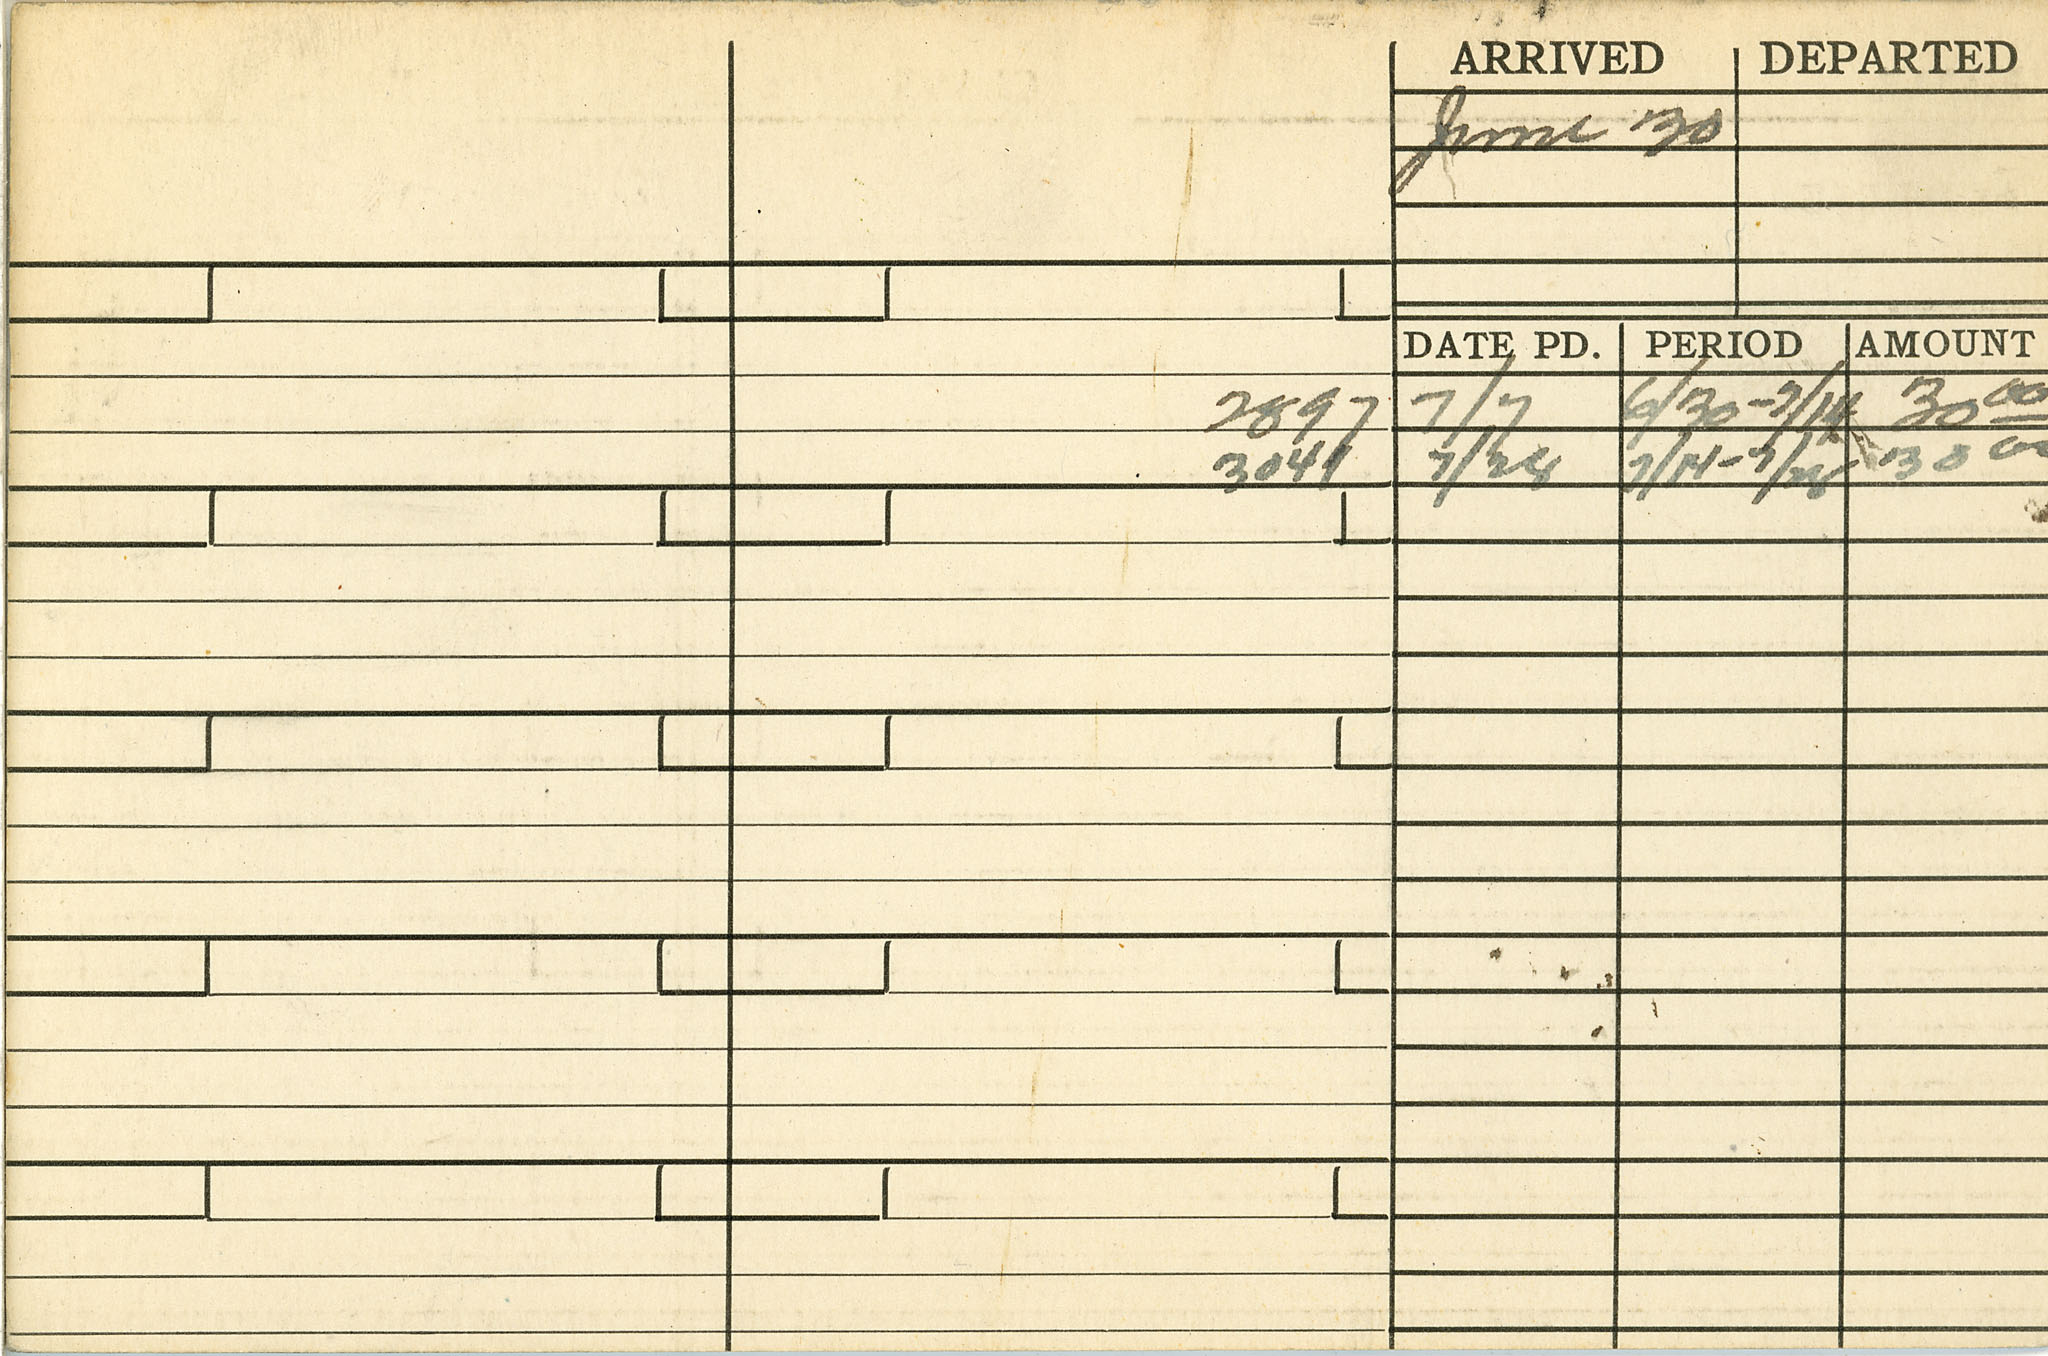 ARRIVED DEPARTED
June 30
DATE PD. PERIOD AMOUNT
2897 7/7 6/30-7/14 30 00
3041 7/28 7/14-7/28 30 00